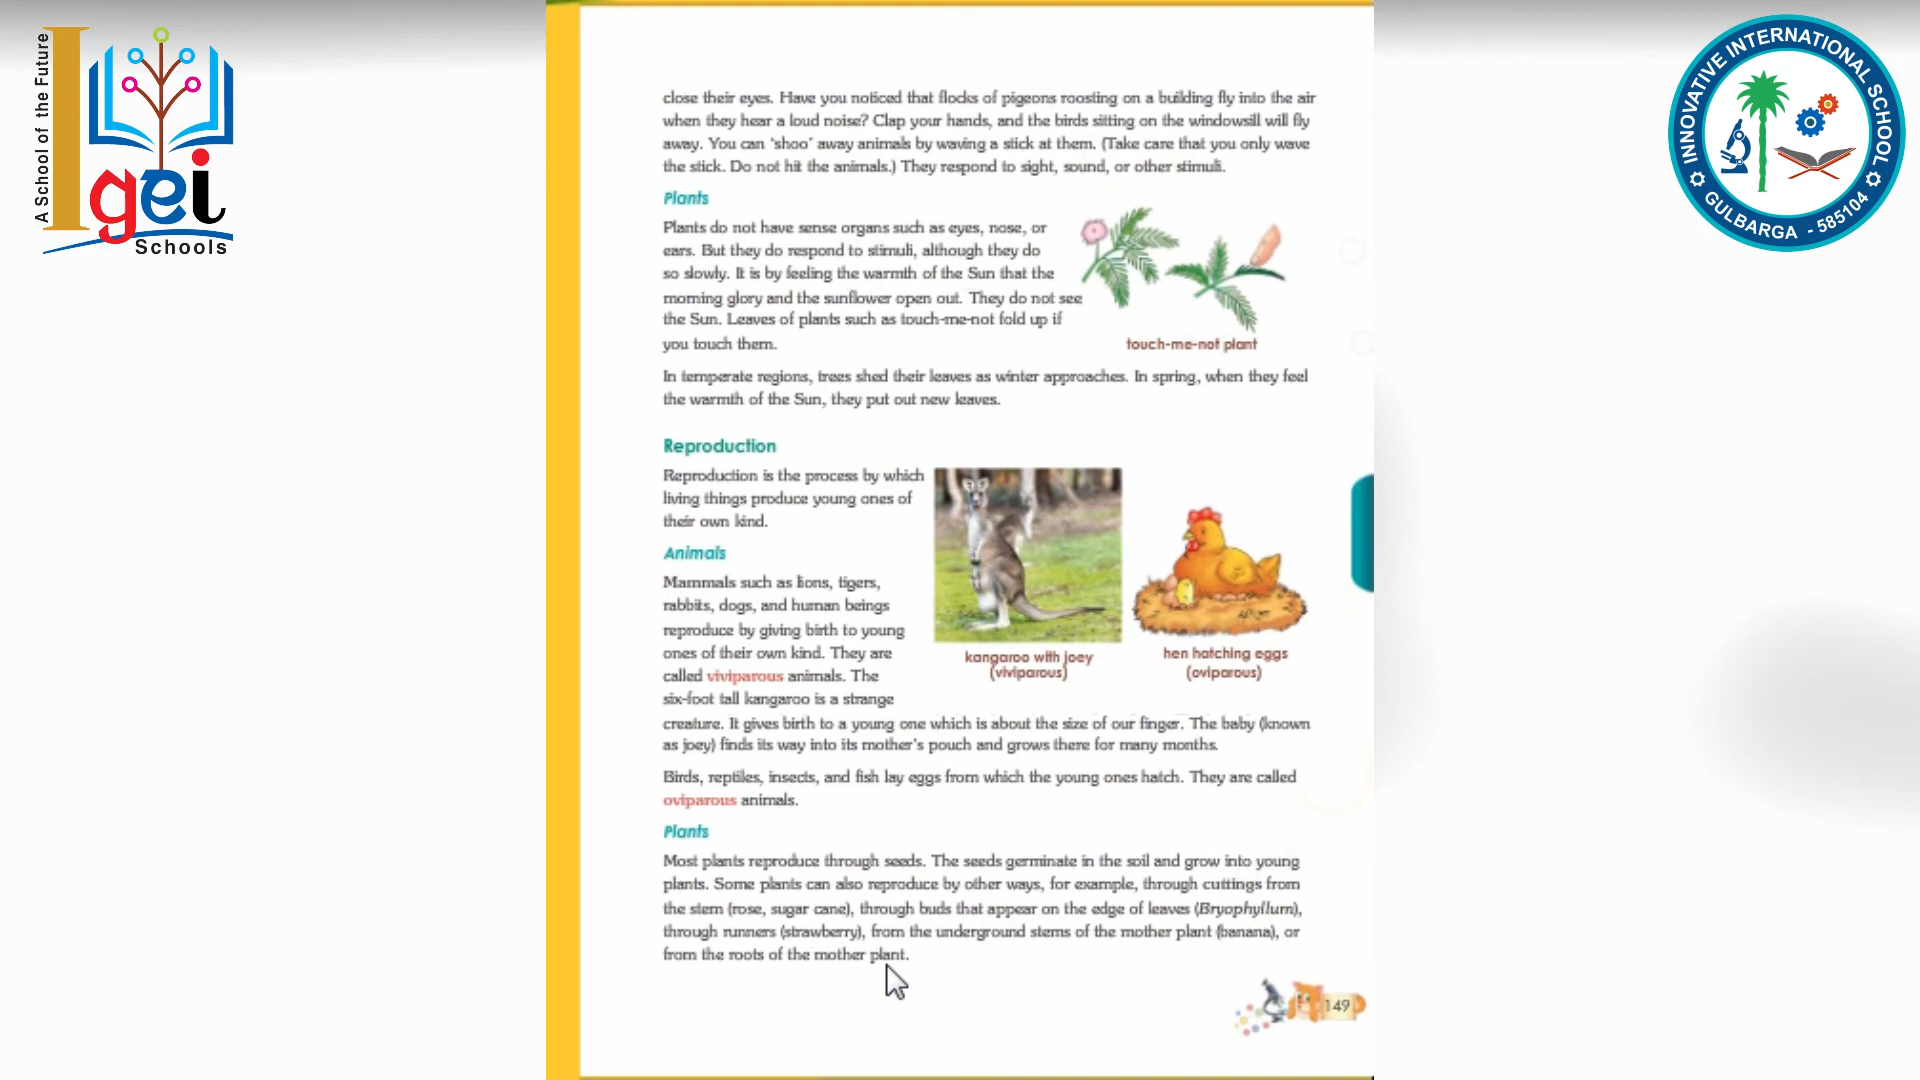 A School of the Future
Igei
Schools
INNOVATIVE INTERNATIONAL SCHOOL
GULBARGA - 585104
close their eyes. Have you noticed that flocks of pigeons roosting on a building fly into the air
when they hear a loud noise? Clap your hands, and the birds sitting on the windowsill will fly
away. You can ‘shoo’ away animals by waving a stick at them. (Take care that you only wave
the stick. Do not hit the animals.) They respond to sight, sound, or other stimuli.
Plants
Plants do not have sense organs such as eyes, nose, or
ears. But they do respond to stimuli, although they do
so slowly. It is by feeling the warmth of the Sun that the
morning glory and the sunflower open out. They do not see
the Sun. Leaves of plants such as touch-me-not fold up if
you touch them.
touch-me-not plant
In temperate regions, trees shed their leaves as winter approaches. In spring, when they feel
the warmth of the Sun, they put out new leaves.
Reproduction
Reproduction is the process by which
living things produce young ones of
their own kind.
Animals
Mammals such as lions, tigers,
rabbits, dogs, and human beings
reproduce by giving birth to young
ones of their own kind. They are
called viviparous animals. The
six-foot tall kangaroo is a strange
kangaroo with joey
(viviparous)
hen hatching eggs
(oviparous)
creature. It gives birth to a young one which is about the size of our finger. The baby (known
as joey) finds its way into its mother’s pouch and grows there for many months.
Birds, reptiles, insects, and fish lay eggs from which the young ones hatch. They are called
oviparous animals.
Plants
Most plants reproduce through seeds. The seeds germinate in the soil and grow into young
plants. Some plants can also reproduce by other ways, for example, through cuttings from
the stem (rose, sugar cane), through buds that appear on the edge of leaves (Bryophyllum),
through runners (strawberry), from the underground stems of the mother plant (banana), or
from the roots of the mother plant.
149